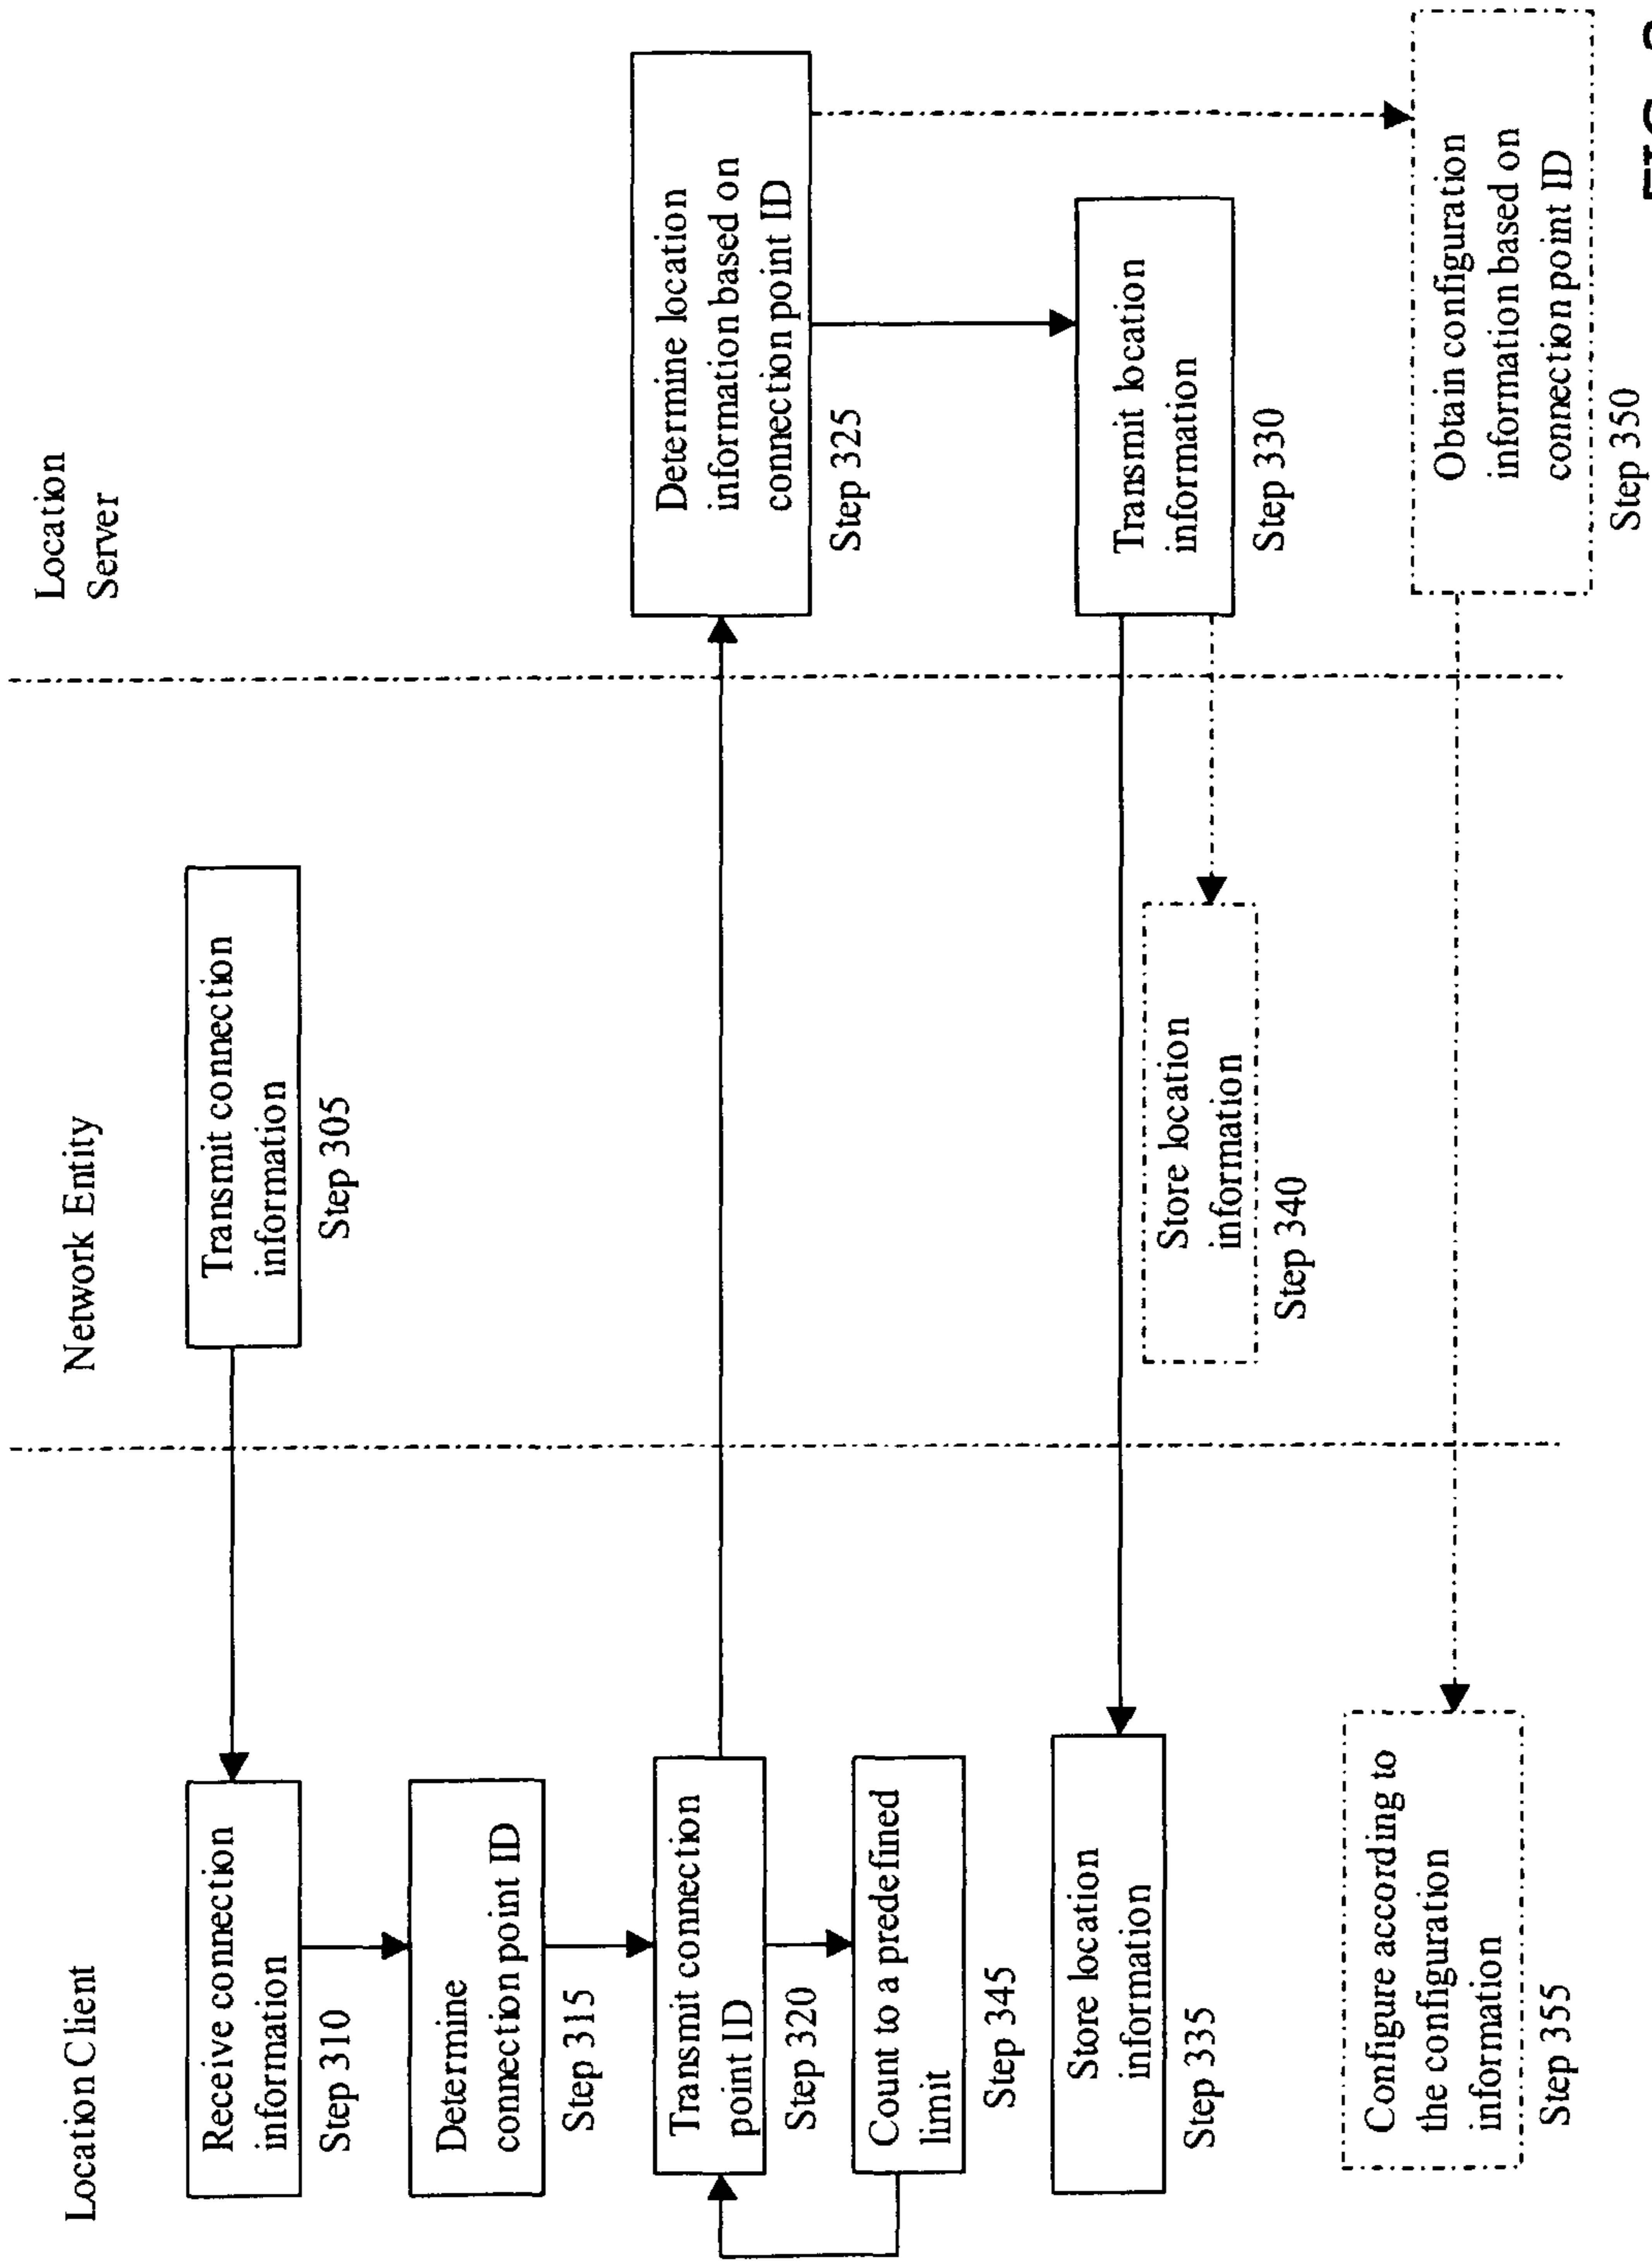 Location Client
Network Entity
Location
Server
Transmit connection
information
Step 305
Receive connection
information
Step 310
Determine
connection point ID
Step 315
Transmit connection
point ID
Step 320
Count to a predefined
limit
Step 345
Determine location
information based on
connection point ID
Step 325
Transmit location
information
Step 330
Store location
information
Step 335
Store location
information
Step 340
Obtain configuration
information based on
connection point ID
Step 350
Configure according to
the configuration
information
Step 355